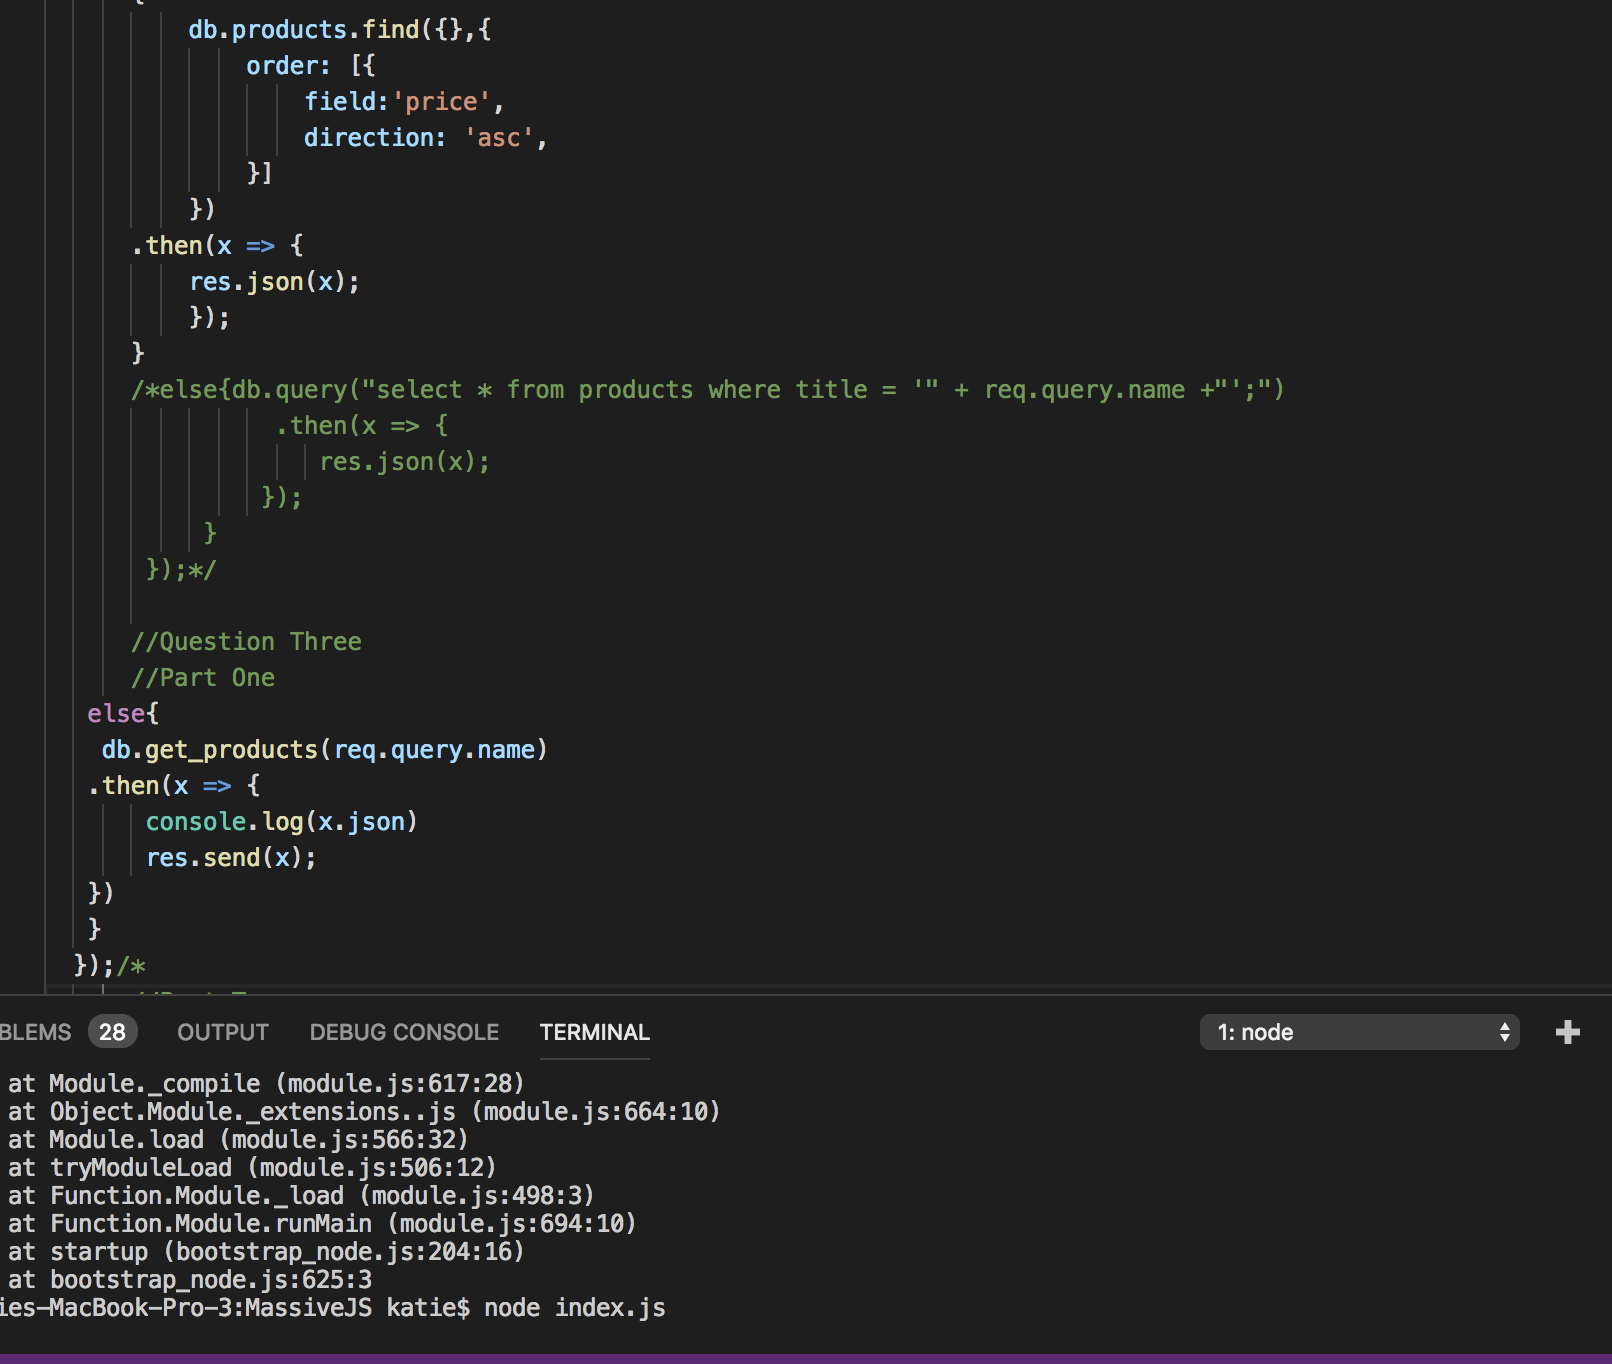 {
db.products.find({},{
order: [{
field:'price',
direction: 'asc',
}]
})
.then(x => {
res.json(x);
});
}
/*else{db.query("select * from products where title = '" + req.query.name +"';")
.then(x => {
res.json(x);
});
}
});*/
//Question Three
//Part One
else{
db.get_products(req.query.name)
.then(x => {
console.log(x.json)
res.send(x);
})
}
});/*
BLEMS 28 OUTPUT DEBUG CONSOLE TERMINAL 1: node
at Module._compile (module.js:617:28)
at Object.Module._extensions..js (module.js:664:10)
at Module.load (module.js:566:32)
at tryModuleLoad (module.js:506:12)
at Function.Module._load (module.js:498:3)
at Function.Module.runMain (module.js:694:10)
at startup (bootstrap_node.js:204:16)
at bootstrap_node.js:625:3
ies-MacBook-Pro-3:MassiveJS katie$ node index.js